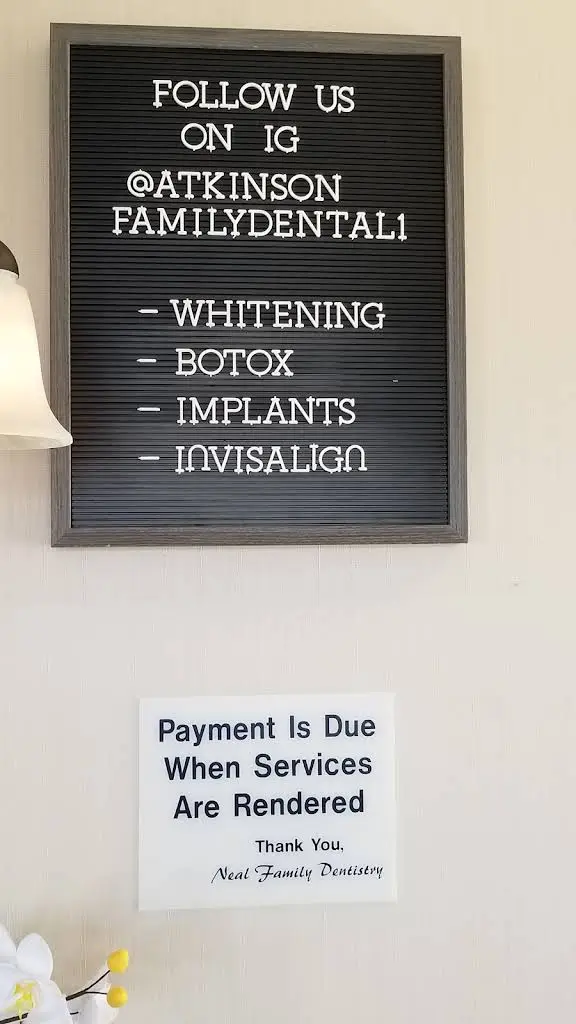 FOLLOW US
ON IG
@ATKINSON
FAMILYDENTAL1
- WHITENING
- BOTOX
- IMPLANTS
- INVISALIGN
Payment Is Due
When Services
Are Rendered
Thank You,
Neal Family Dentistry